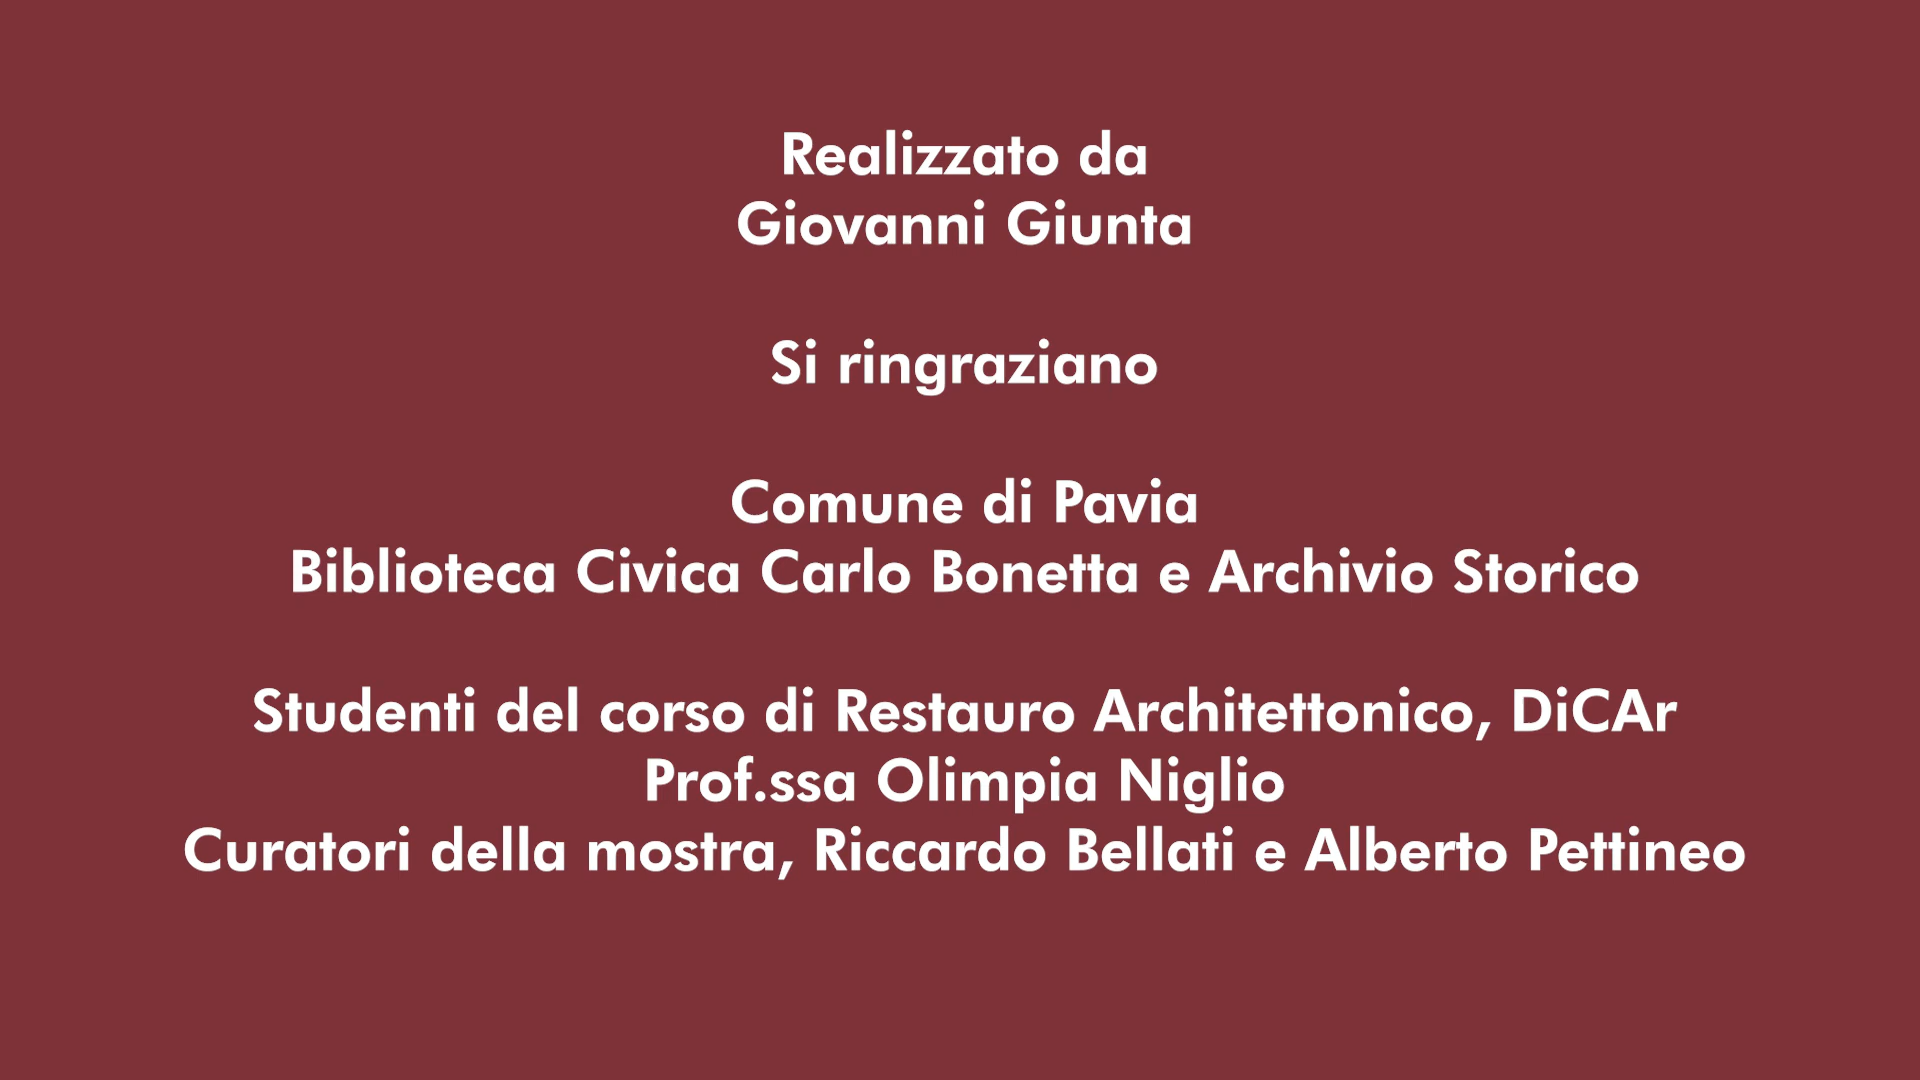 Realizzato da
Giovanni Giunta
Si ringraziano
Comune di Pavia
Biblioteca Civica Carlo Bonetta e Archivio Storico
Studenti del corso di Restauro Architettonico, DiCAr
Prof.ssa Olimpia Niglio
Curatori della mostra, Riccardo Bellati e Alberto Pettineo